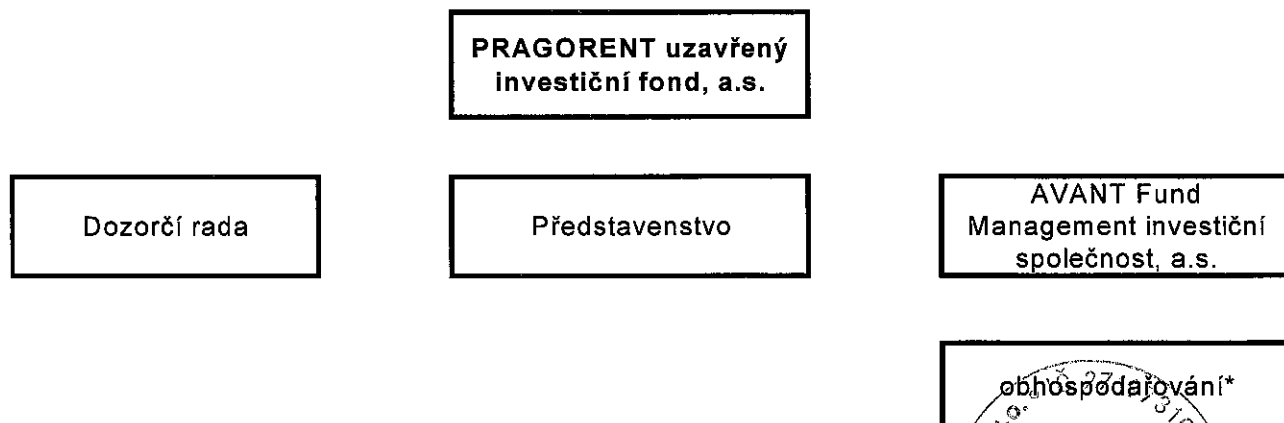 PRAGORENT uzavřený
investiční fond, a.s.
Dozorčí rada
Představenstvo
AVANT Fund
Management investiční
společnost, a.s.
obhospodařování*